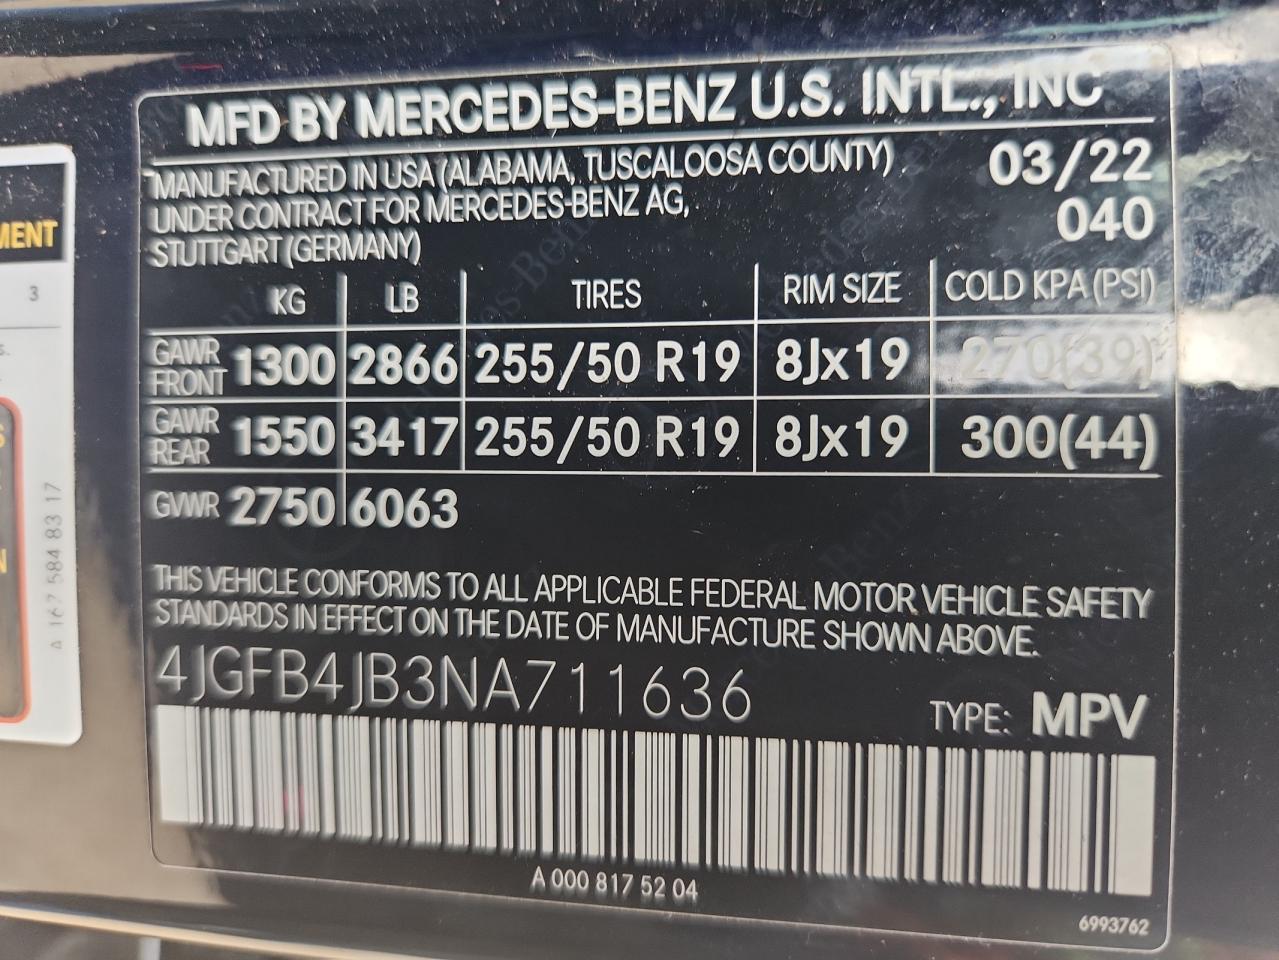 MFD BY MERCEDES-BENZ U.S. INTL., INC
MANUFACTURED IN USA (ALABAMA, TUSCALOOSA COUNTY)
UNDER CONTRACT FOR MERCEDES-BENZ AG,
STUTTGART (GERMANY)
03/22
040
KG LB TIRES RIM SIZE COLD KPA (PSI)
GAWR FRONT 1300 2866 255/50 R19 8Jx19 270(39)
GAWR REAR 1550 3417 255/50 R19 8Jx19 300(44)
GVWR 2750 6063
THIS VEHICLE CONFORMS TO ALL APPLICABLE FEDERAL MOTOR VEHICLE SAFETY
STANDARDS IN EFFECT ON THE DATE OF MANUFACTURE SHOWN ABOVE.
4JGFB4JB3NA711636
TYPE: MPV
A 000 817 52 04
6993762
3
A 167 584 83 17